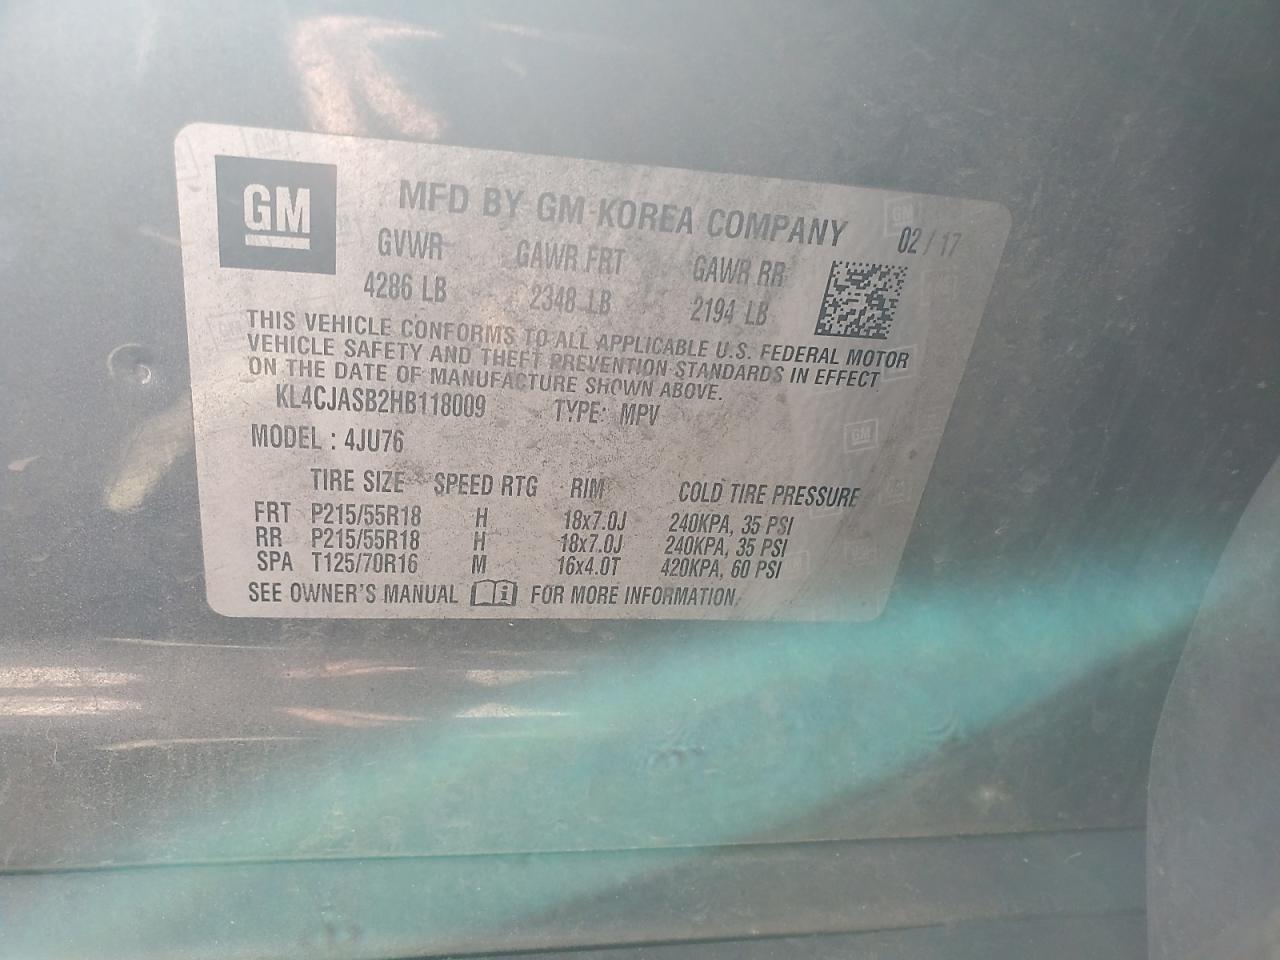 GM
MFD BY GM KOREA COMPANY 02 / 17
GVWR GAWR FRT GAWR RR
4286 LB 2348 LB 2194 LB
THIS VEHICLE CONFORMS TO ALL APPLICABLE U.S. FEDERAL MOTOR
VEHICLE SAFETY AND THEFT PREVENTION STANDARDS IN EFFECT
ON THE DATE OF MANUFACTURE SHOWN ABOVE.
KL4CJASB2HB118009 TYPE: MPV
MODEL : 4JU76
TIRE SIZE SPEED RTG RIM COLD TIRE PRESSURE
FRT P215/55R18 H 18x7.0J 240KPA, 35 PSI
RR P215/55R18 H 18x7.0J 240KPA, 35 PSI
SPA T125/70R16 M 16x4.0T 420KPA, 60 PSI
SEE OWNER'S MANUAL FOR MORE INFORMATION.